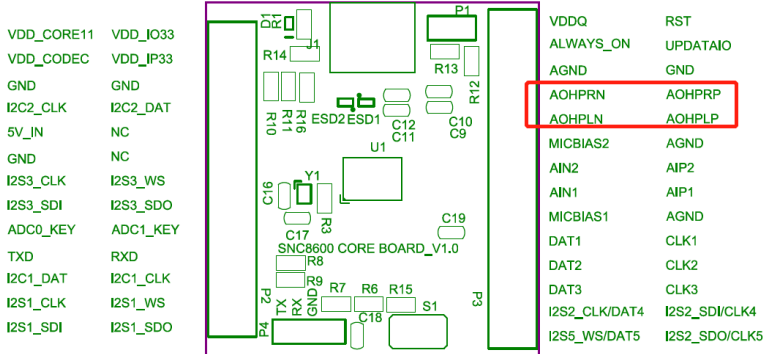 VDD_CORE11 VDD_IO33
VDD_CODEC VDD_IP33
GND GND
I2C2_CLK I2C2_DAT
5V_IN NC
GND NC
I2S3_CLK I2S3_WS
I2S3_SDI I2S3_SDO
ADC0_KEY ADC1_KEY
TXD RXD
I2C1_DAT I2C1_CLK
I2S1_CLK I2S1_WS
I2S1_SDI I2S1_SDO
D1
R1
J1
P1
R14
R13
R12
R10
R11
R16
ESD2 ESD1
C12
C11
C10
C9
U1
Y1
C16
R3
C17
C19
SNC8600 CORE BOARD_V1.0
R8
R9
R7
R6
R15
P2
TX
RX
GND
P4
C18
S1
P3
VDDQ RST
ALWAYS_ON UPDATAIO
AGND GND
AOHPRN AOHPRP
AOHPLN AOHPLP
MICBIAS2 AGND
AIN2 AIP2
AIN1 AIP1
MICBIAS1 AGND
DAT1 CLK1
DAT2 CLK2
DAT3 CLK3
I2S2_CLK/DAT4 I2S2_SDI/CLK4
I2S5_WS/DAT5 I2S2_SDO/CLK5